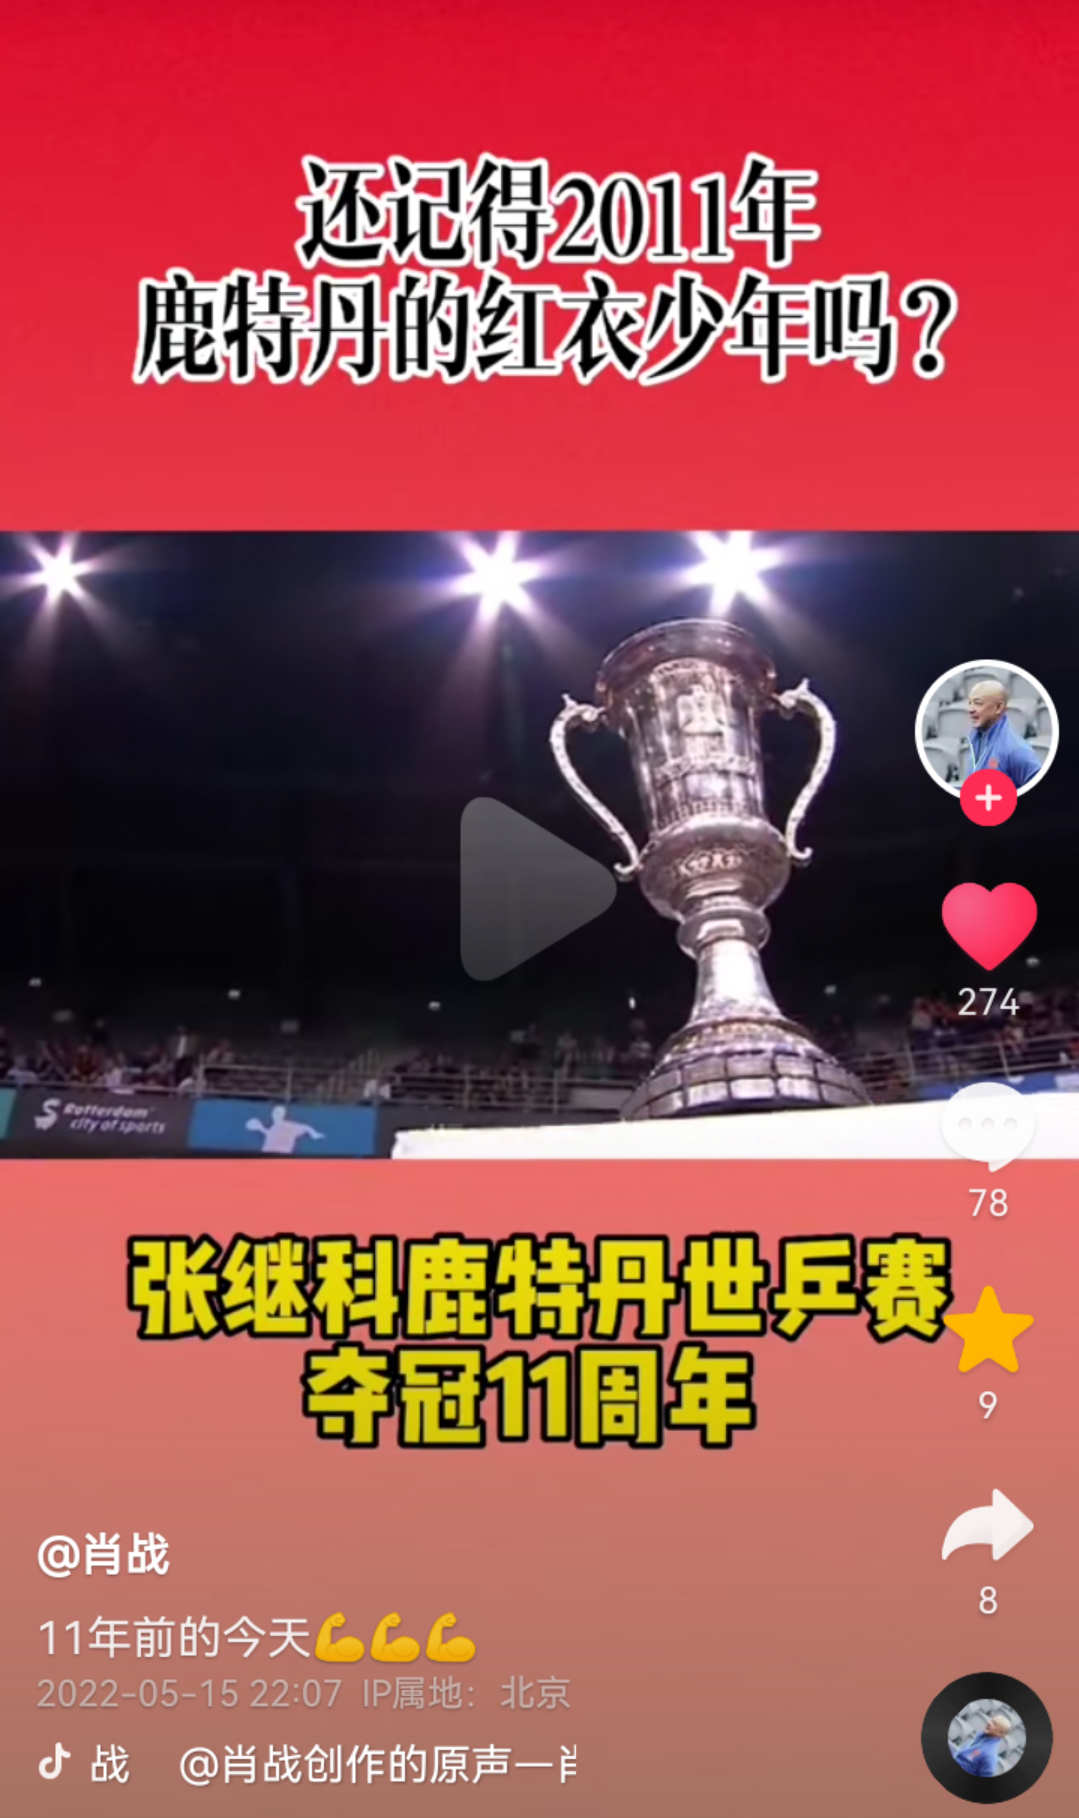 还记得2011年
鹿特丹的红衣少年吗？
Rotterdam
city of sports
274
78
张继科鹿特丹世乒赛
夺冠11周年
9
@肖战
11年前的今天💪💪💪
8
2022-05-15 22:07 IP属地：北京
战 @肖战创作的原声一